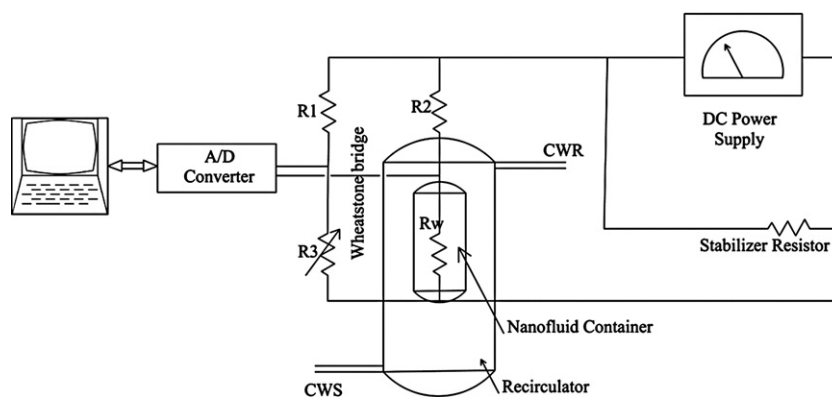 R1
R2
DC Power
Supply
A/D
Converter
CWR
Wheatstone bridge
Rw
R3
Stabilizer Resistor
Nanofluid Container
Recirculator
CWS